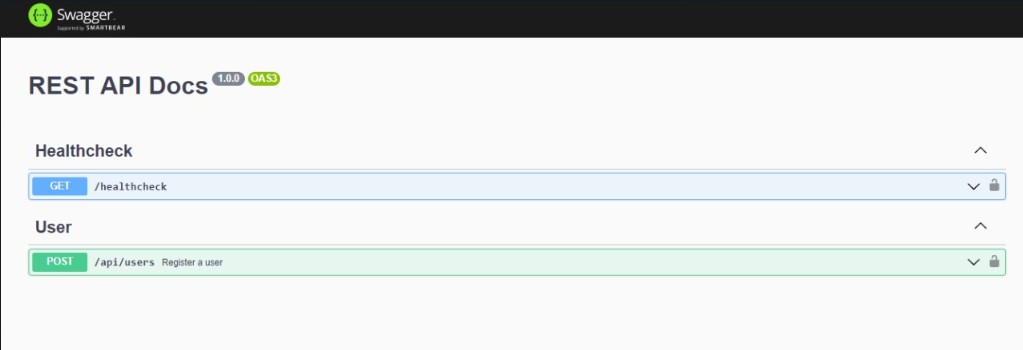 Swagger.
Supported by SMARTBEAR
REST API Docs 1.0.0 OAS3
Healthcheck
GET /healthcheck
User
POST /api/users Register a user